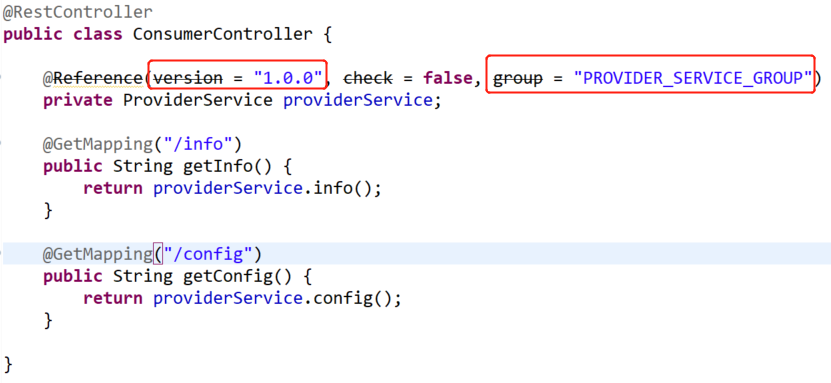 @RestController
public class ConsumerController {
@Reference(version = "1.0.0", check = false, group = "PROVIDER_SERVICE_GROUP")
private ProviderService providerService;
@GetMapping("/info")
public String getInfo() {
return providerService.info();
}
@GetMapping("/config")
public String getConfig() {
return providerService.config();
}
}